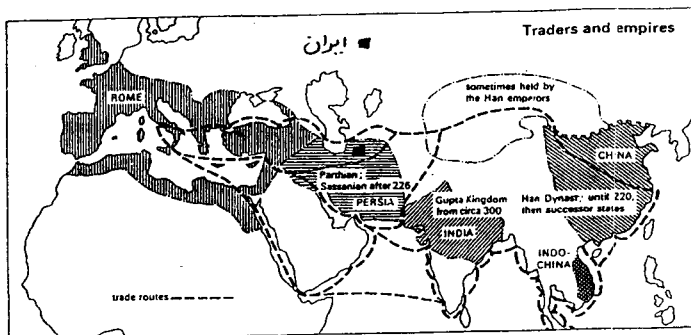 Traders and empires
ایران
ROME
sometimes held by
the Han emperors
CHINA
Parthian;
Sassanian after 226
PERSIA
Gupta Kingdom
from circa 300
INDIA
Han Dynasty; until 220,
then successor states
INDO-
CHINA
trade routes